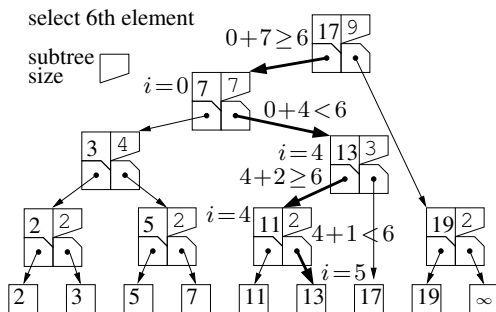 select 6th element
0+7≥6
17 9
subtree
size
i=0
7 7
0+4<6
3 4
i=4
13 3
4+2≥6
2 2
5 2
i=4
11 2
4+1<6
19 2
i=5
2 3 5 7 11 13 17 19 ∞